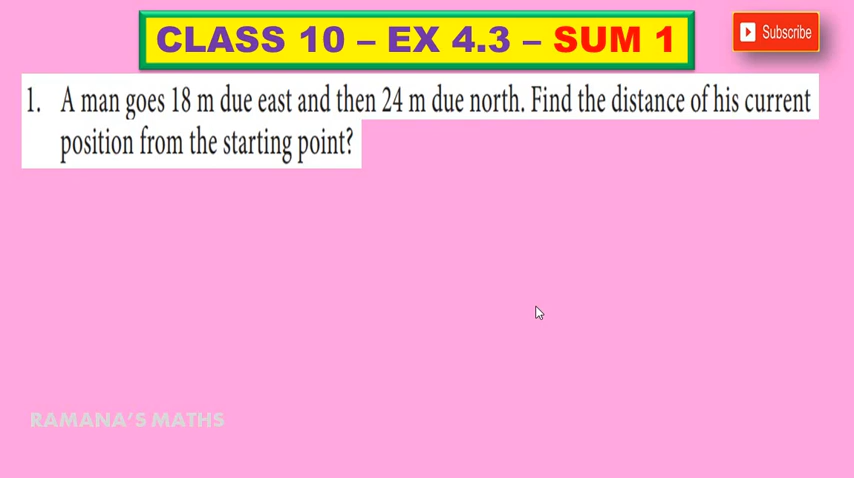 CLASS 10 – EX 4.3 – SUM 1
Subscribe
1. A man goes 18 m due east and then 24 m due north. Find the distance of his current
position from the starting point?
RAMANA'S MATHS